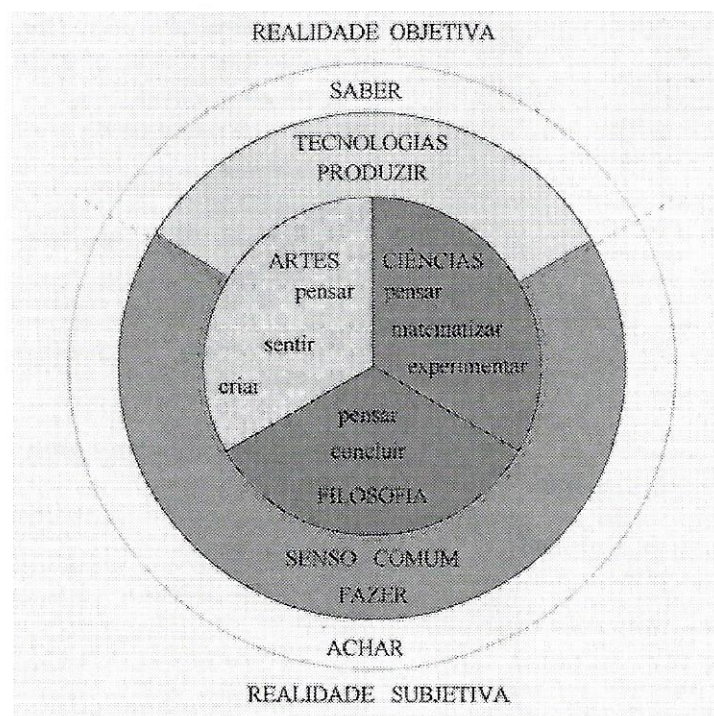 REALIDADE OBJETIVA
SABER
TECNOLOGIAS
PRODUZIR
ARTES
pensar
sentir
criar
CIÊNCIAS
pensar
matematizar
experimentar
pensar
concluir
FILOSOFIA
SENSO COMUM
FAZER
ACHAR
REALIDADE SUBJETIVA